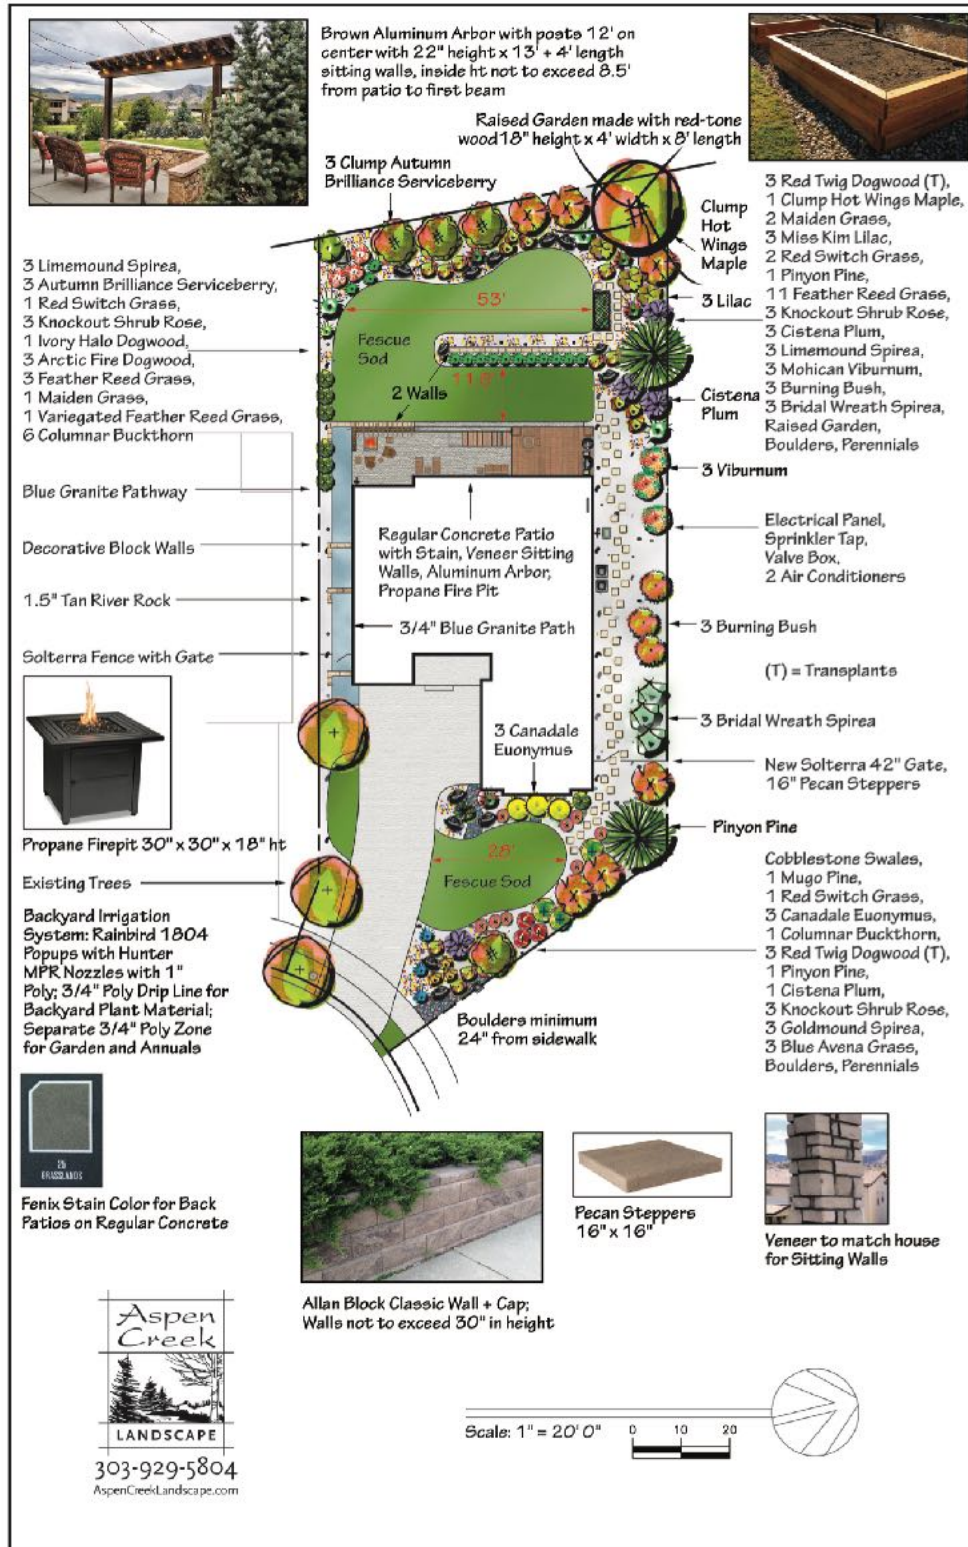 Brown Aluminum Arbor with posts 12' on
center with 22" height x 13' + 4' length
sitting walls, inside ht not to exceed 8.5'
from patio to first beam
Raised Garden made with red-tone
wood 18" height x 4' width x 8' length
3 Clump Autumn
Brilliance Serviceberry
Clump
Hot
Wings
Maple
3 Lilac
Cistena
Plum
3 Red Twig Dogwood (T),
1 Clump Hot Wings Maple,
2 Maiden Grass,
3 Miss Kim Lilac,
2 Red Switch Grass,
1 Pinyon Pine,
11 Feather Reed Grass,
3 Knockout Shrub Rose,
3 Cistena Plum,
3 Limemound Spirea,
3 Mohican Viburnum,
3 Burning Bush,
3 Bridal Wreath Spirea,
Raised Garden,
Boulders, Perennials
3 Limemound Spirea,
3 Autumn Brilliance Serviceberry,
1 Red Switch Grass,
3 Knockout Shrub Rose,
1 Ivory Halo Dogwood,
3 Arctic Fire Dogwood,
3 Feather Reed Grass,
1 Maiden Grass,
1 Variegated Feather Reed Grass,
6 Columnar Buckthorn
53'
Fescue
Sod
2 Walls
3 Viburnum
Blue Granite Pathway
Decorative Block Walls
1.5" Tan River Rock
Solterra Fence with Gate
Regular Concrete Patio
with Stain, Veneer Sitting
Walls, Aluminum Arbor,
Propane Fire Pit
3/4" Blue Granite Path
Electrical Panel,
Sprinkler Tap,
Valve Box,
2 Air Conditioners
3 Burning Bush
(T) = Transplants
3 Bridal Wreath Spirea
3 Canadale
Euonymus
New Solterra 42" Gate,
16" Pecan Steppers
Pinyon Pine
Propane Firepit 30" x 30" x 18" ht
Existing Trees
28'
Fescue Sod
Cobblestone Swales,
1 Mugo Pine,
1 Red Switch Grass,
3 Canadale Euonymus,
1 Columnar Buckthorn,
3 Red Twig Dogwood (T),
1 Pinyon Pine,
1 Cistena Plum,
3 Knockout Shrub Rose,
3 Goldmound Spirea,
3 Blue Avena Grass,
Boulders, Perennials
Backyard Irrigation
System: Rainbird 1804
Popups with Hunter
MPR Nozzles with 1"
Poly; 3/4" Poly Drip Line for
Backyard Plant Material;
Separate 3/4" Poly Zone
for Garden and Annuals
Boulders minimum
24" from sidewalk
25
GRASSLANDS
Fenix Stain Color for Back
Patios on Regular Concrete
Allan Block Classic Wall + Cap;
Walls not to exceed 30" in height
Pecan Steppers
16" x 16"
Veneer to match house
for Sitting Walls
Aspen
Creek
LANDSCAPE
303-929-5804
AspenCreekLandscape.com
Scale: 1" = 20' 0"
0 10 20